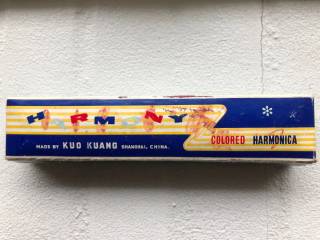 HARMONY
COLORED HARMONICA
MADE BY KUO KUANG SHANGHAI, CHINA.